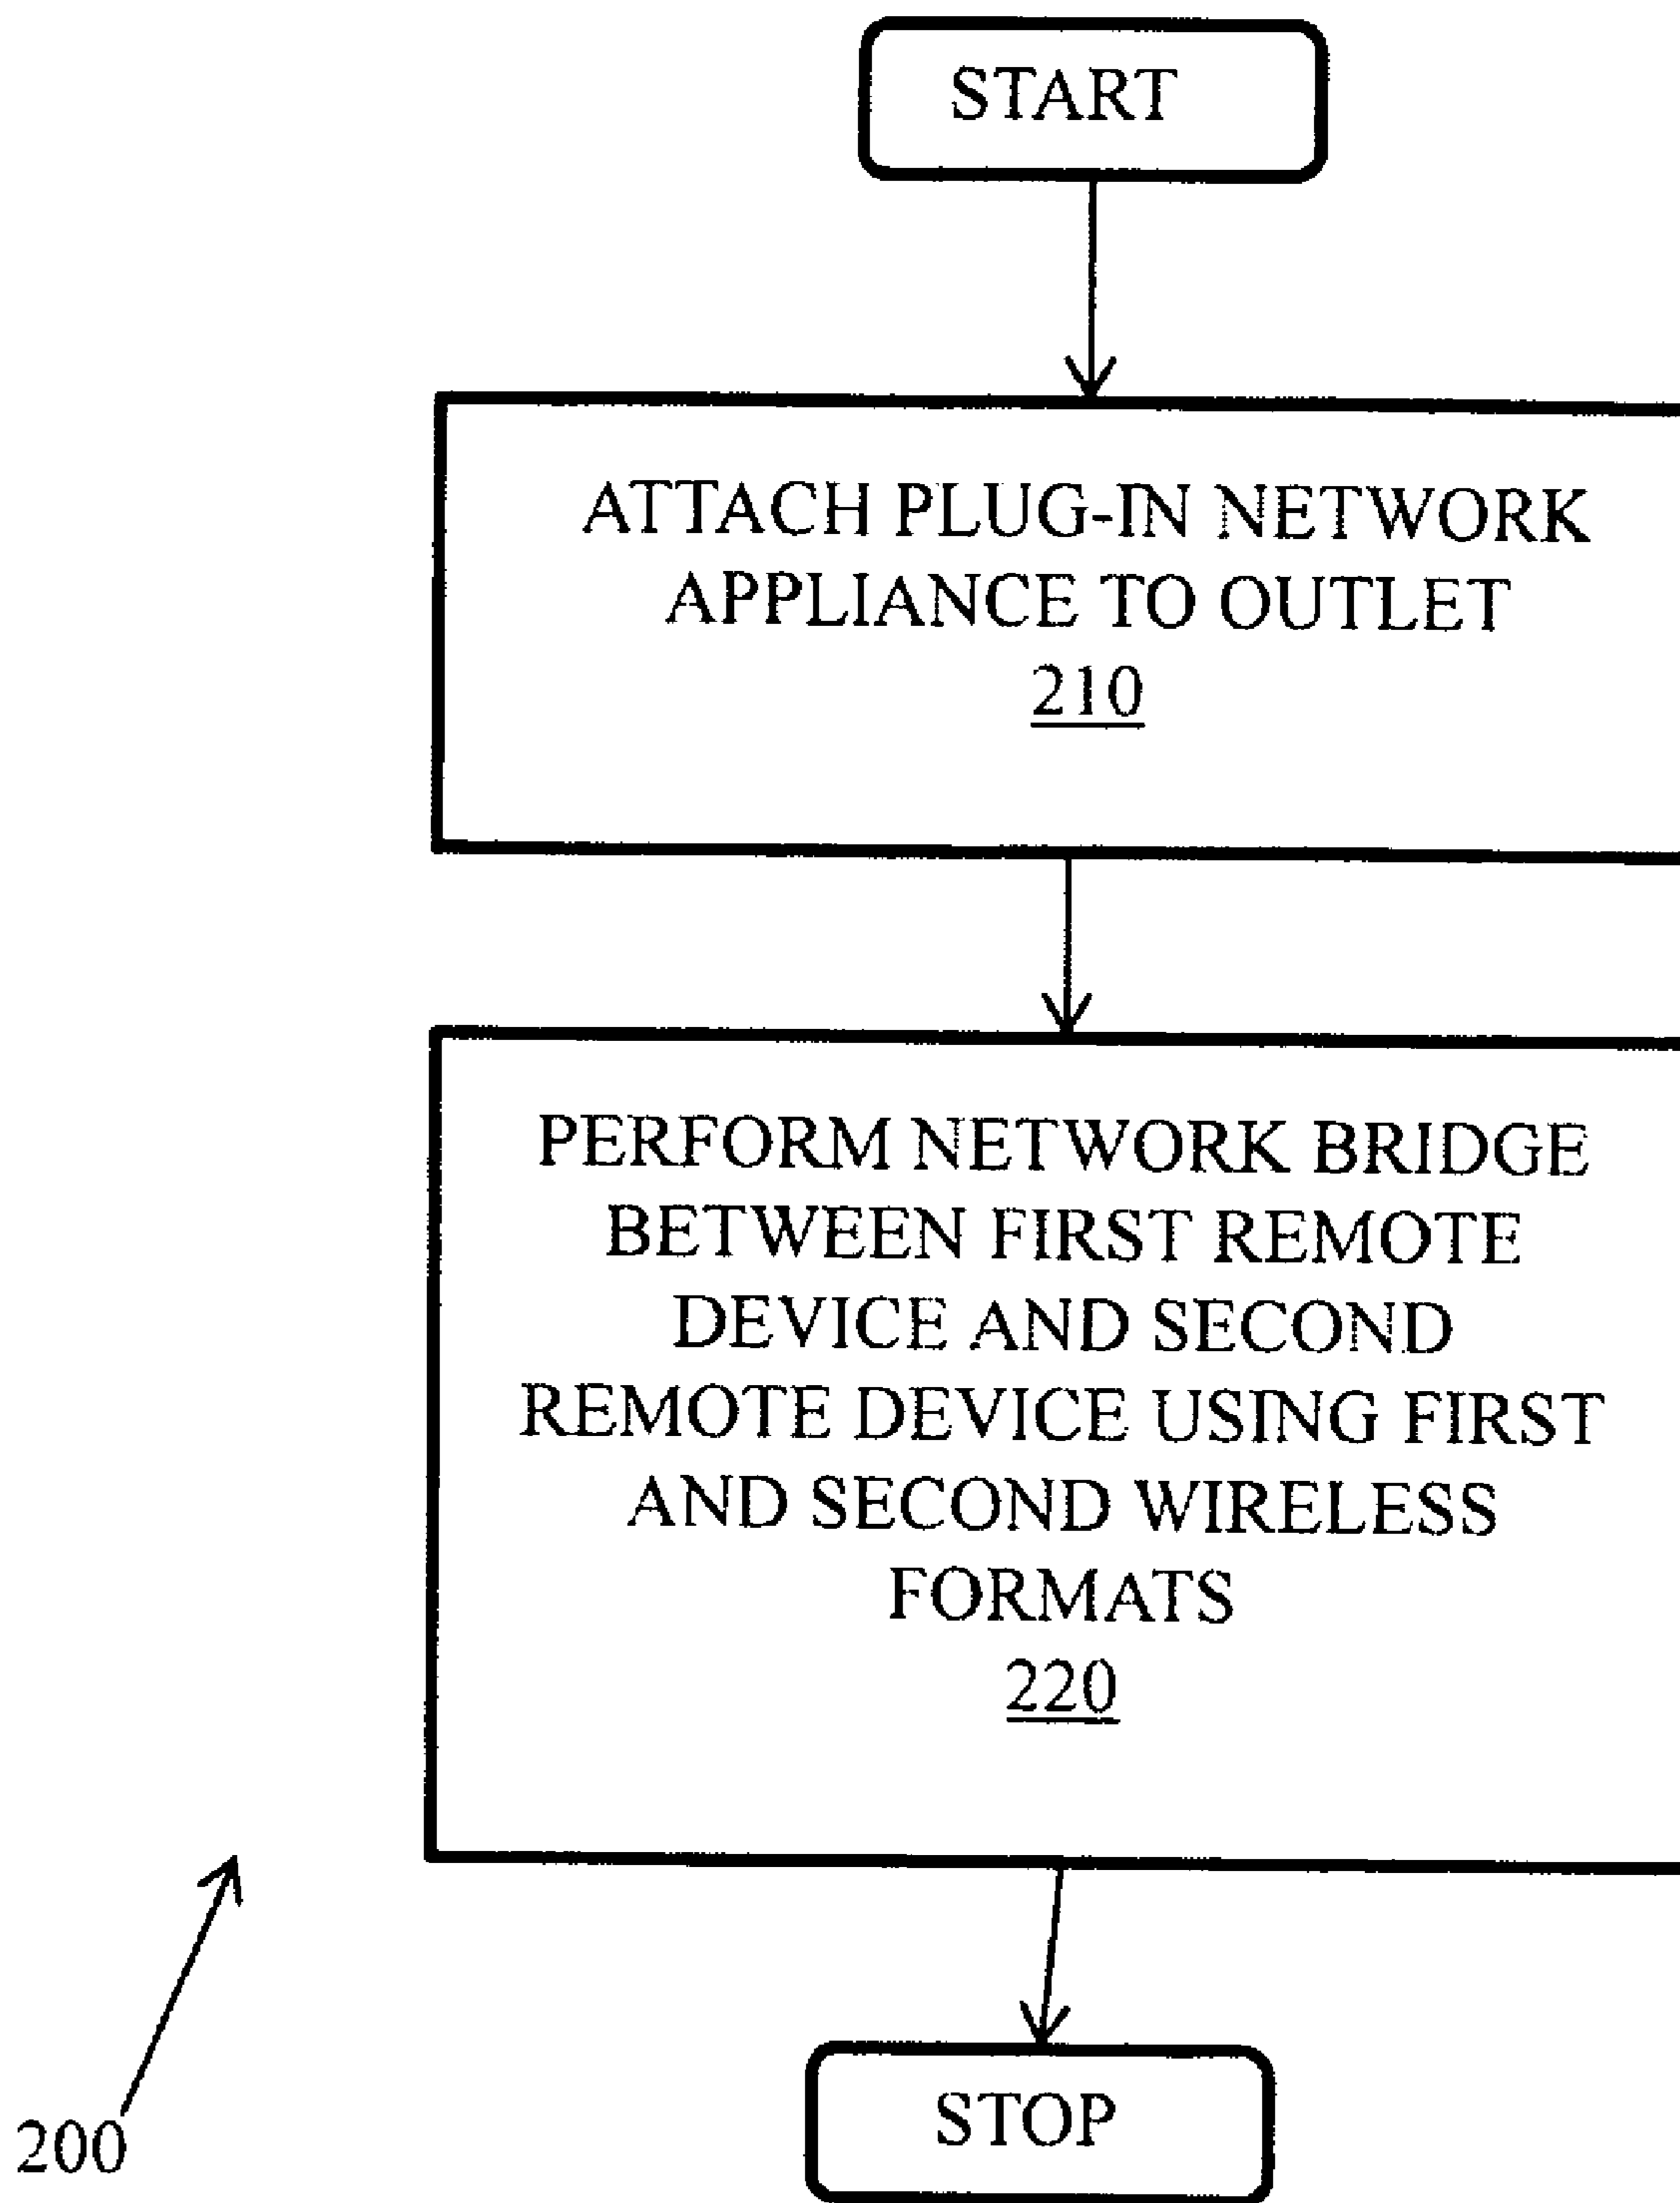 START
ATTACH PLUG-IN NETWORK
APPLIANCE TO OUTLET
210
PERFORM NETWORK BRIDGE
BETWEEN FIRST REMOTE
DEVICE AND SECOND
REMOTE DEVICE USING FIRST
AND SECOND WIRELESS
FORMATS
220
STOP
200